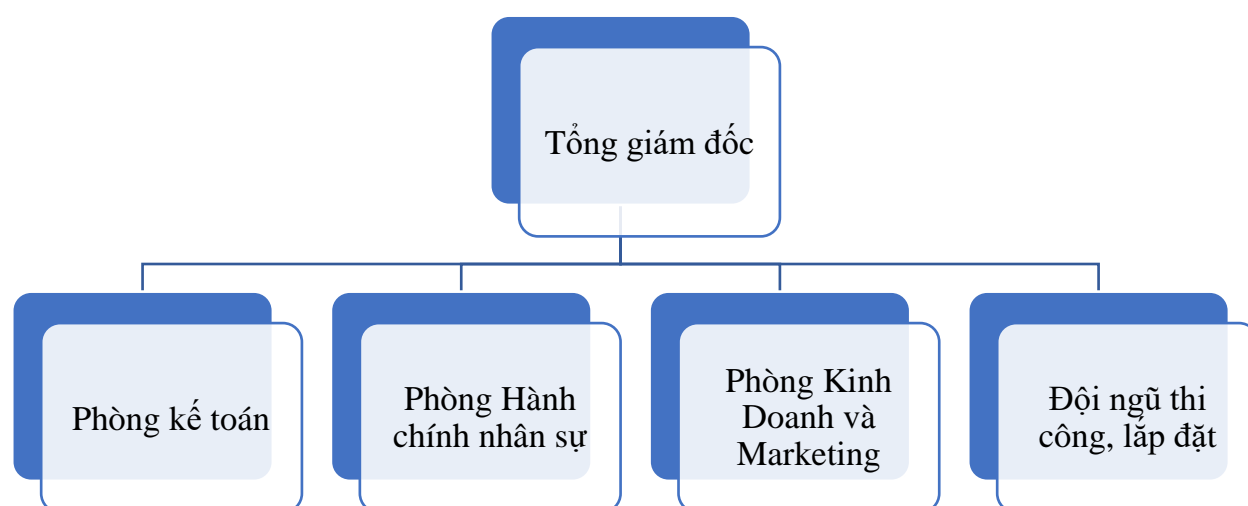 Tổng giám đốc
Phòng kế toán
Phòng Hành
chính nhân sự
Phòng Kinh
Doanh và
Marketing
Đội ngũ thi
công, lắp đặt